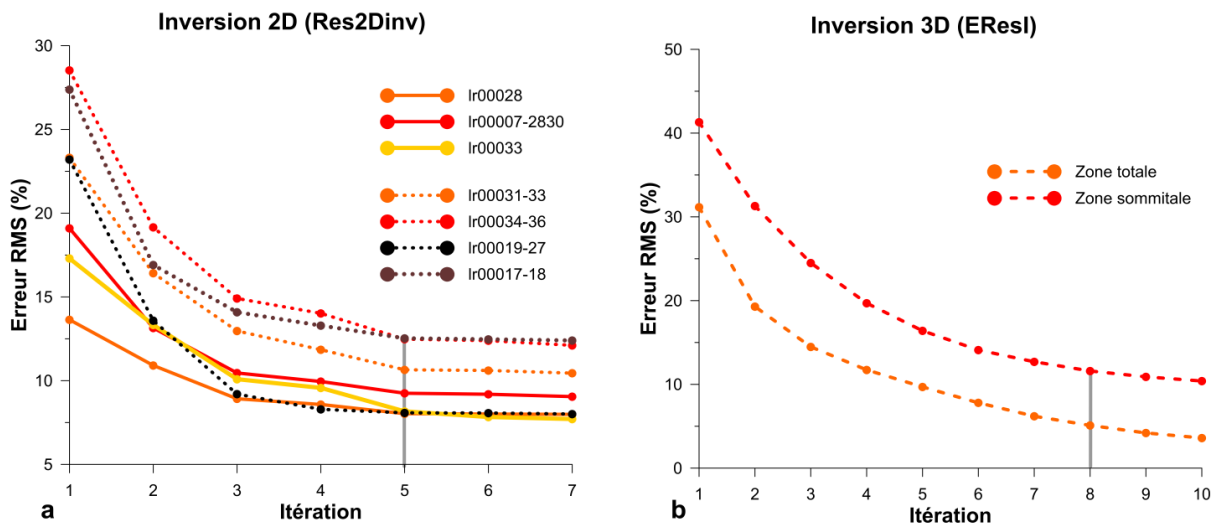 Inversion 2D (Res2Dinv)
Erreur RMS (%)
30
25
20
15
10
5
lr00028
lr00007-2830
lr00033
lr00031-33
lr00034-36
lr00019-27
lr00017-18
1 2 3 4 5 6 7
a
Itération
Inversion 3D (EResI)
Erreur RMS (%)
50
40
30
20
10
0
Zone totale
Zone sommitale
1 2 3 4 5 6 7 8 9 10
b
Itération